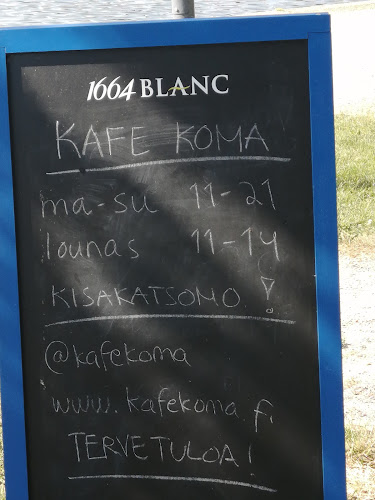 1664 BLANC
KAFE KOMA
ma-su 11-21
lounas 11-14
KISAKATSOMO !
@kafekoma
www.kafekoma.fi
TERVETULOA!